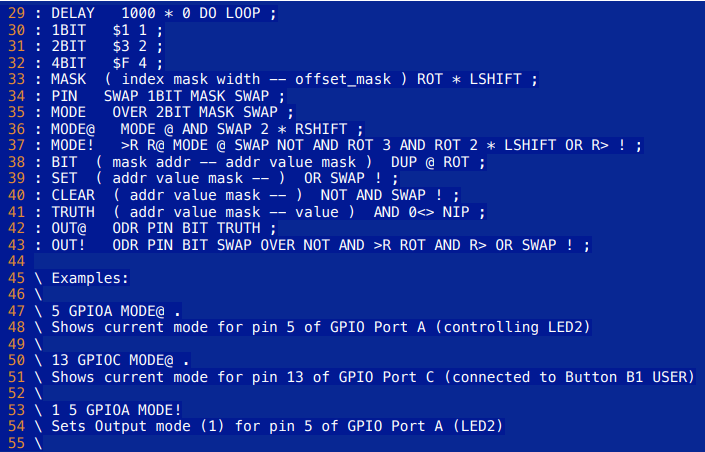 29 : DELAY   1000 * 0 DO LOOP ;
30 : 1BIT   $1 1 ;
31 : 2BIT   $3 2 ;
32 : 4BIT   $F 4 ;
33 : MASK  ( index mask width -- offset_mask ) ROT * LSHIFT ;
34 : PIN   SWAP 1BIT MASK SWAP ;
35 : MODE   OVER 2BIT MASK SWAP ;
36 : MODE@   MODE @ AND SWAP 2 * RSHIFT ;
37 : MODE!   >R R@ MODE @ SWAP NOT AND ROT 3 AND ROT 2 * LSHIFT OR R> ! ;
38 : BIT  ( mask addr -- addr value mask )  DUP @ ROT ;
39 : SET  ( addr value mask -- )  OR SWAP ! ;
40 : CLEAR  ( addr value mask -- )  NOT AND SWAP ! ;
41 : TRUTH  ( addr value mask -- value )  AND 0<> NIP ;
42 : OUT@   ODR PIN BIT TRUTH ;
43 : OUT!   ODR PIN BIT SWAP OVER NOT AND >R ROT AND R> OR SWAP ! ;
44
45 \ Examples:
46 \
47 \ 5 GPIOA MODE@ .
48 \ Shows current mode for pin 5 of GPIO Port A (controlling LED2)
49 \
50 \ 13 GPIOC MODE@ .
51 \ Shows current mode for pin 13 of GPIO Port C (connected to Button B1 USER)
52 \
53 \ 1 5 GPIOA MODE!
54 \ Sets Output mode (1) for pin 5 of GPIO Port A (LED2)
55 \